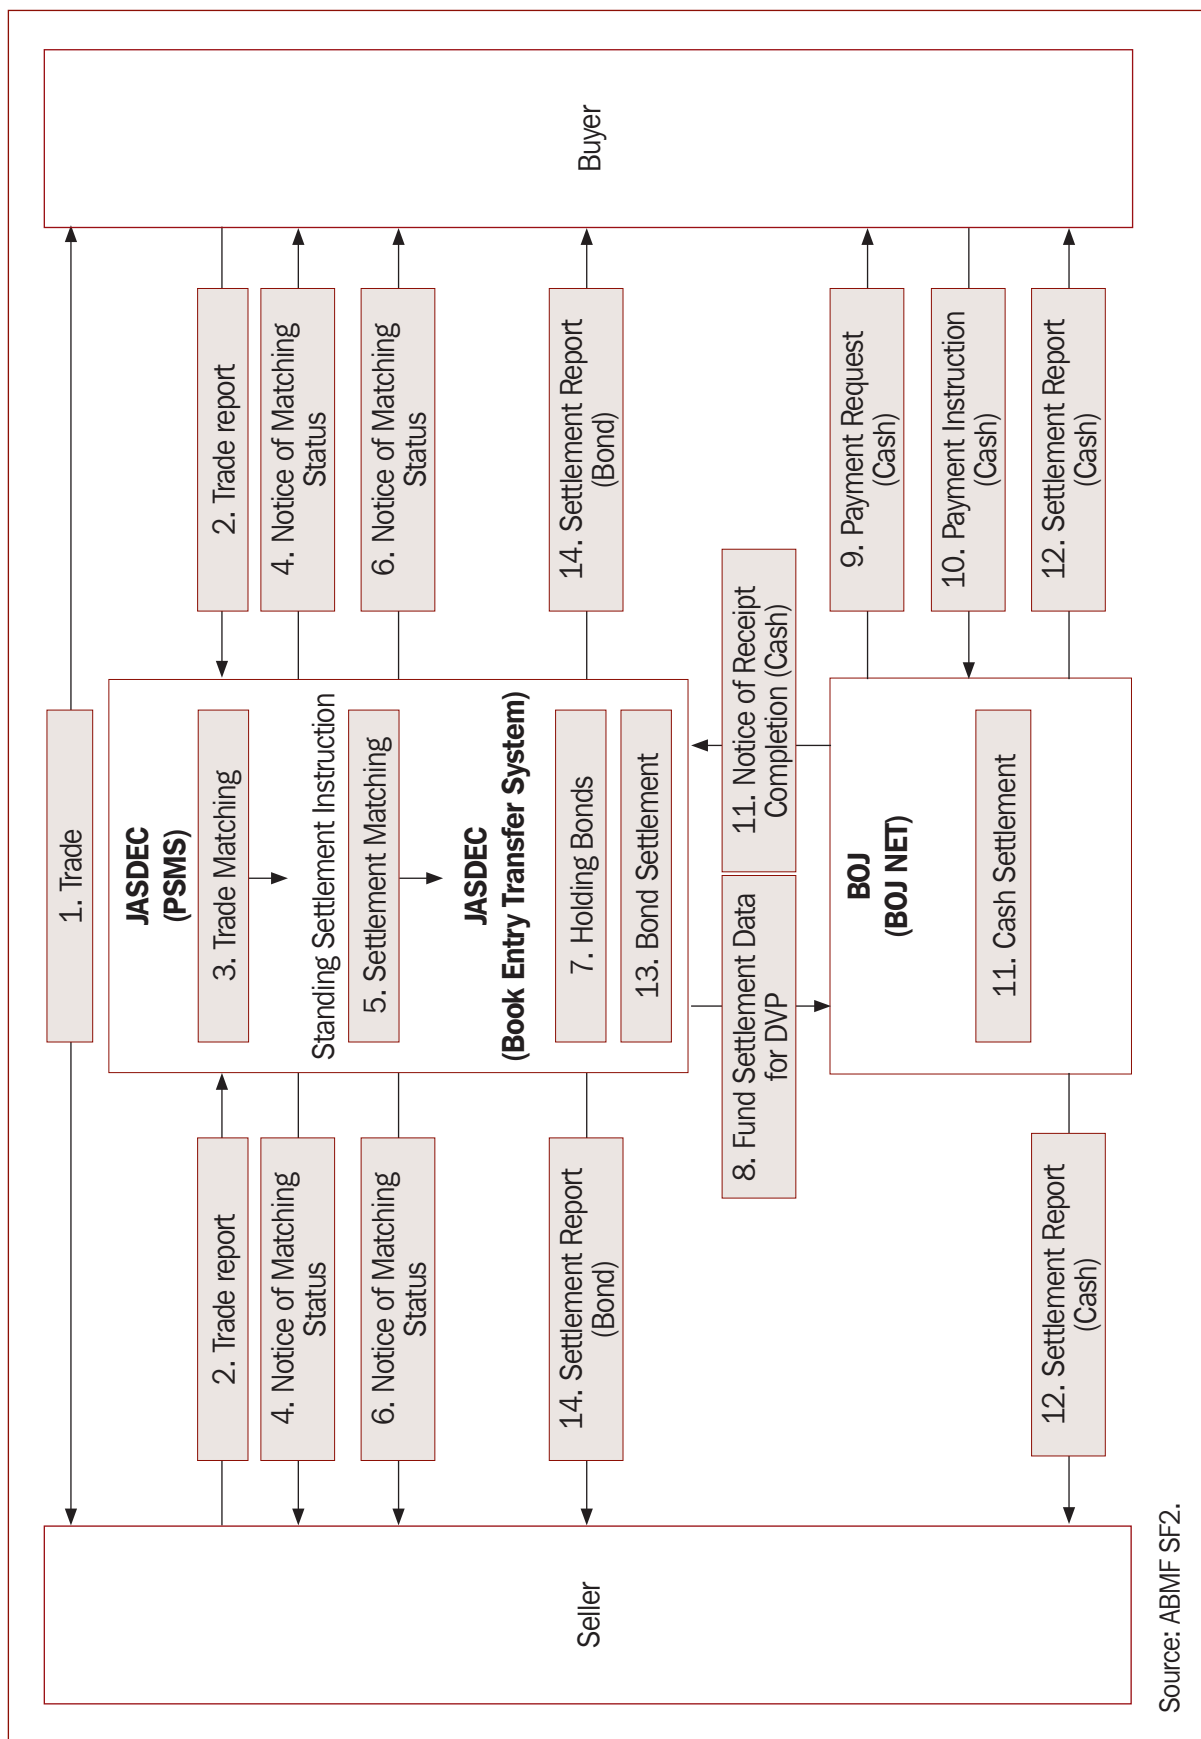 1. Trade
Seller
Buyer
JASDEC
(PSMS)
2. Trade report
3. Trade Matching
2. Trade report
4. Notice of Matching
Status
Standing Settlement Instruction
4. Notice of Matching
Status
6. Notice of Matching
Status
5. Settlement Matching
6. Notice of Matching
Status
JASDEC
(Book Entry Transfer System)
14. Settlement Report
(Bond)
7. Holding Bonds
14. Settlement Report
(Bond)
13. Bond Settlement
8. Fund Settlement Data
for DVP
11. Notice of Receipt
Completion (Cash)
BOJ
(BOJ NET)
9. Payment Request
(Cash)
11. Cash Settlement
10. Payment Instruction
(Cash)
12. Settlement Report
(Cash)
12. Settlement Report
(Cash)
Source: ABMF SF2.